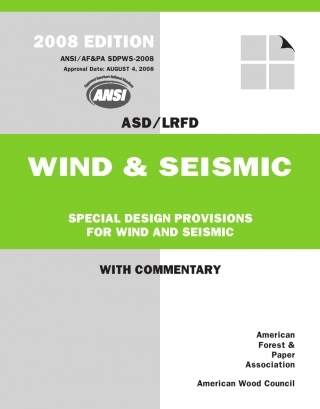 2008 EDITION
ANSI/AF&PA SDPWS-2008
Approval Date: AUGUST 4, 2008
ANSI
ASD/LRFD
WIND & SEISMIC
SPECIAL DESIGN PROVISIONS
FOR WIND AND SEISMIC
WITH COMMENTARY
American
Forest &
Paper
Association
American Wood Council